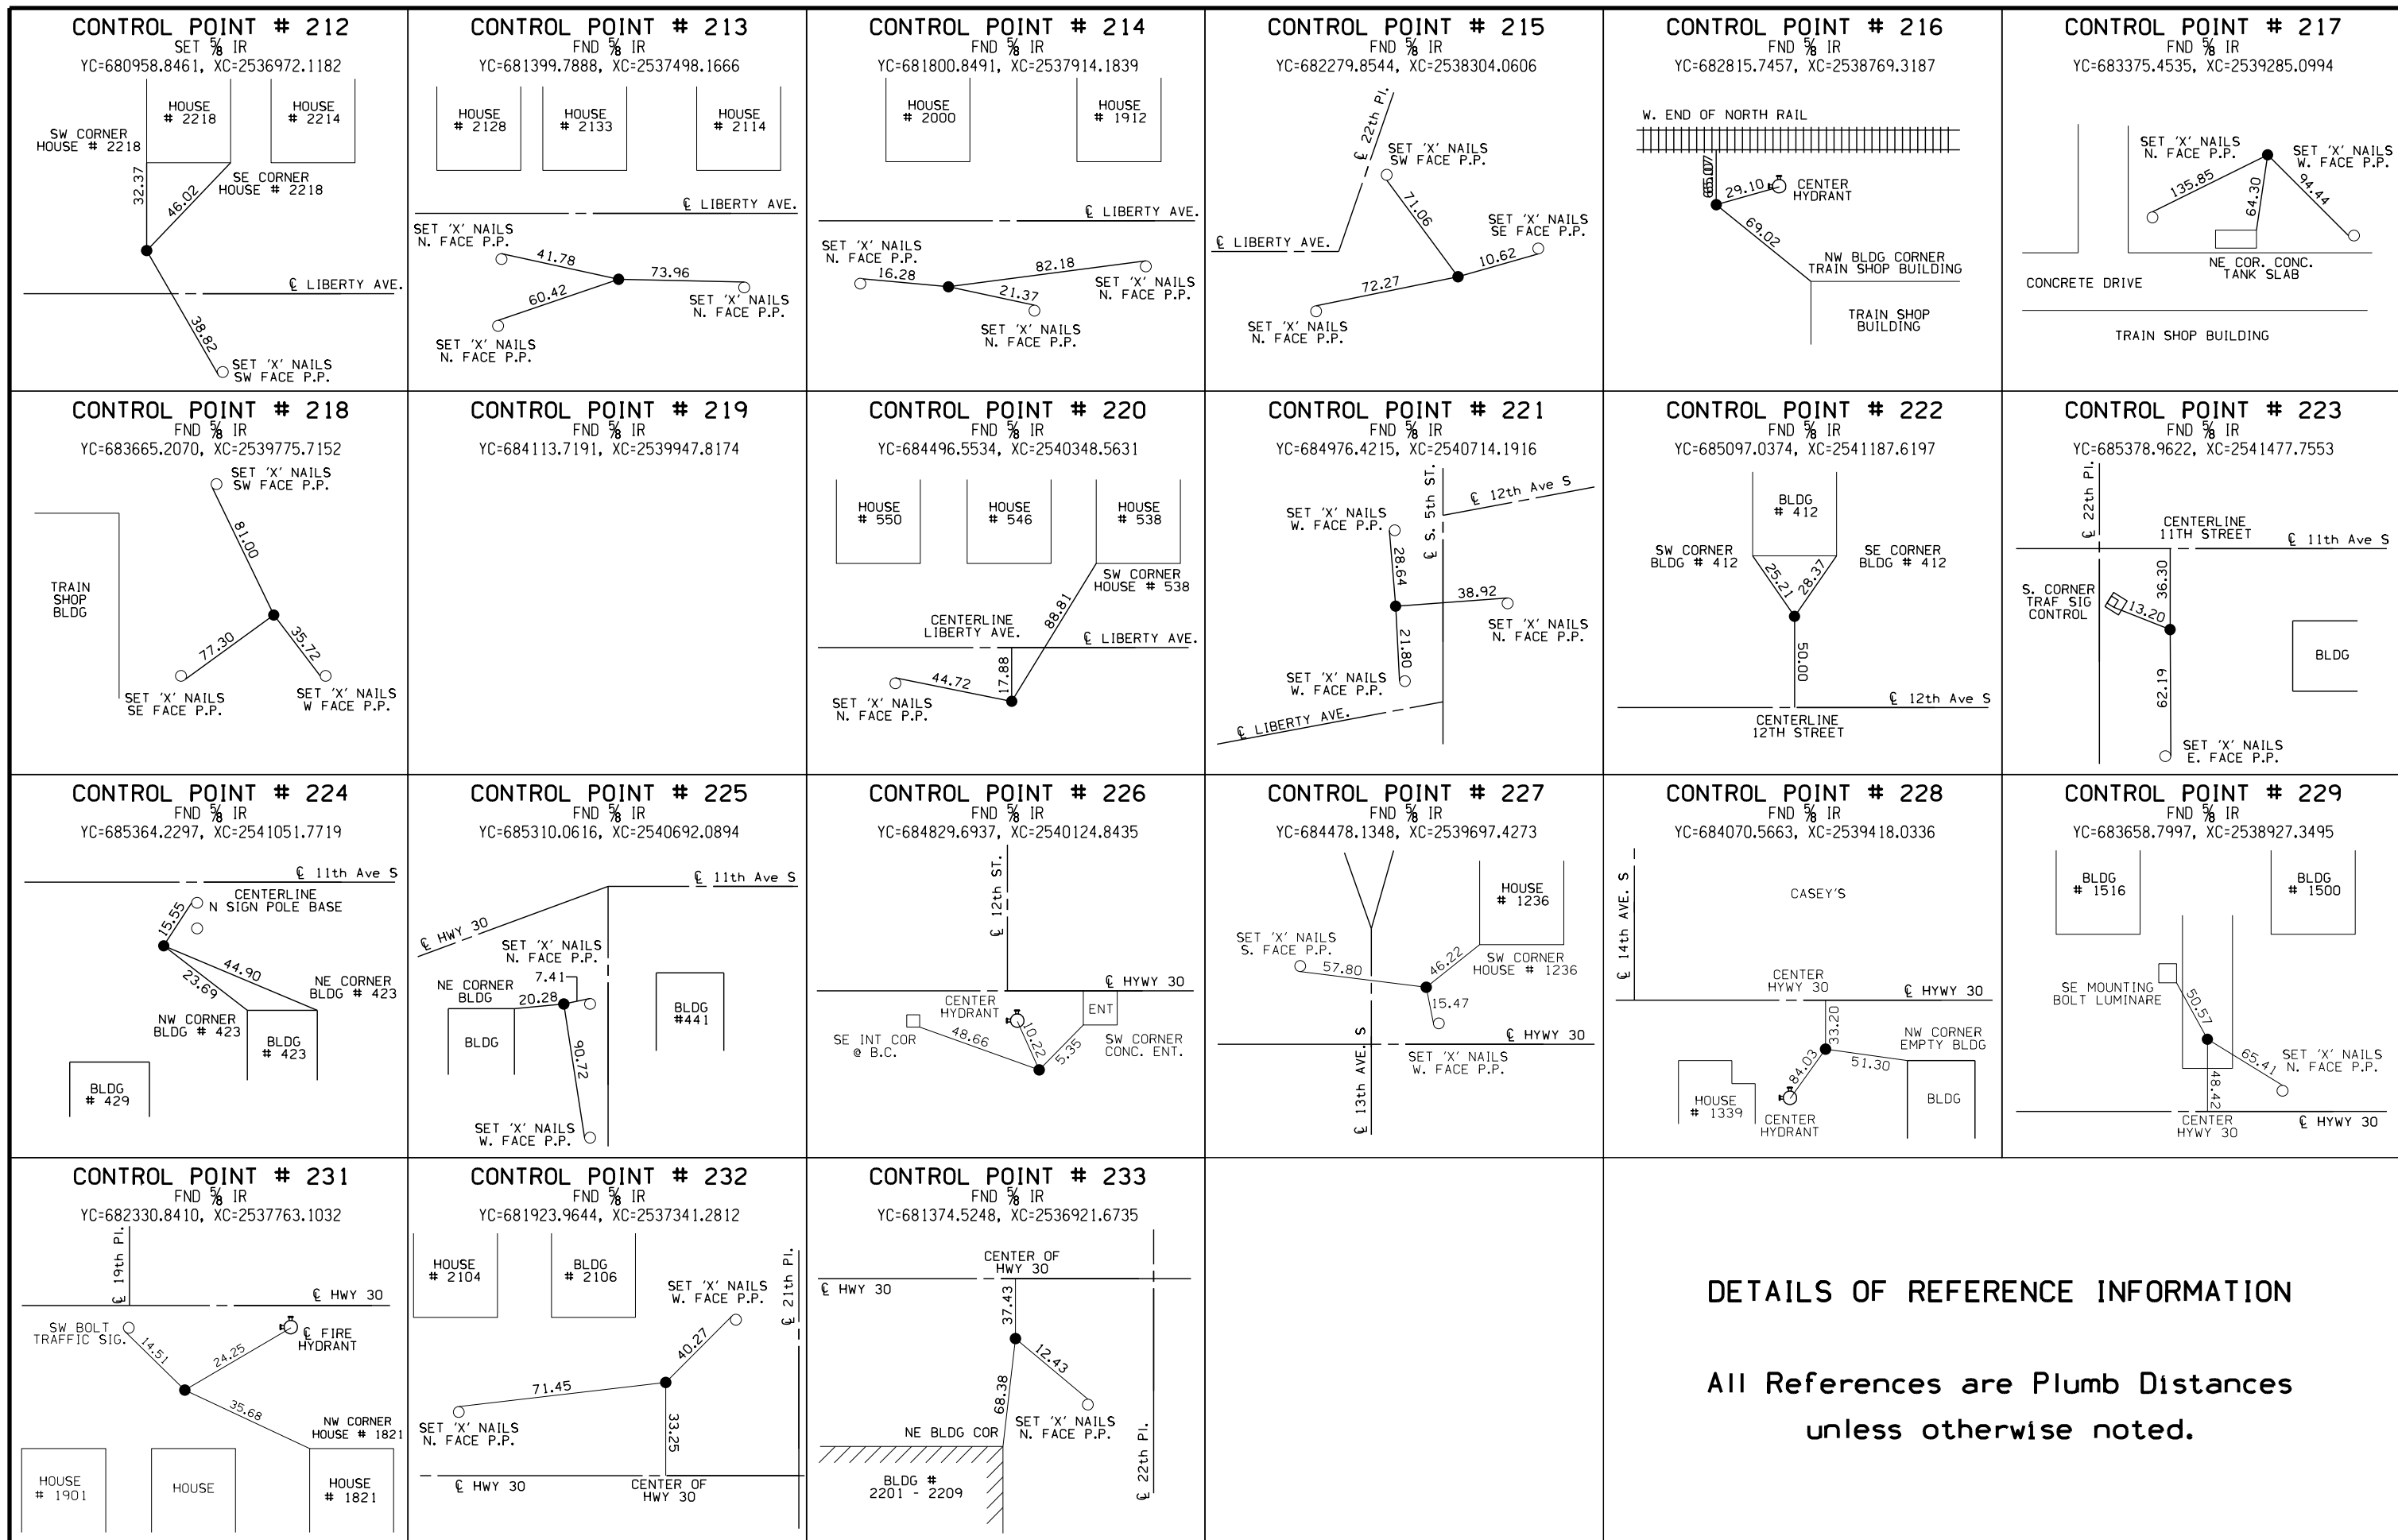 CONTROL POINT # 212
SET ⅝ IR
YC=680958.8461, XC=2536972.1182
HOUSE
# 2218
HOUSE
# 2214
SW CORNER
HOUSE # 2218
SE CORNER
HOUSE # 2218
32.37
46.02
℄ LIBERTY AVE.
38.82
SET 'X' NAILS
SW FACE P.P.
CONTROL POINT # 213
FND ⅝ IR
YC=681399.7888, XC=2537498.1666
HOUSE
# 2128
HOUSE
# 2133
HOUSE
# 2114
℄ LIBERTY AVE.
SET 'X' NAILS
N. FACE P.P.
41.78
73.96
60.42
SET 'X' NAILS
N. FACE P.P.
SET 'X' NAILS
N. FACE P.P.
CONTROL POINT # 214
FND ⅝ IR
YC=681800.8491, XC=2537914.1839
HOUSE
# 2000
HOUSE
# 1912
℄ LIBERTY AVE.
SET 'X' NAILS
N. FACE P.P.
16.28
82.18
21.37
SET 'X' NAILS
N. FACE P.P.
SET 'X' NAILS
N. FACE P.P.
CONTROL POINT # 215
FND ⅝ IR
YC=682279.8544, XC=2538304.0606
℄ 22th Pl.
SET 'X' NAILS
SW FACE P.P.
71.06
SET 'X' NAILS
SE FACE P.P.
℄ LIBERTY AVE.
10.62
72.27
SET 'X' NAILS
N. FACE P.P.
CONTROL POINT # 216
FND ⅝ IR
YC=682815.7457, XC=2538769.3187
W. END OF NORTH RAIL
29.10
CENTER
HYDRANT
69.02
NW BLDG CORNER
TRAIN SHOP BUILDING
TRAIN SHOP
BUILDING
CONTROL POINT # 217
FND ⅝ IR
YC=683375.4535, XC=2539285.0994
SET 'X' NAILS
N. FACE P.P.
SET 'X' NAILS
W. FACE P.P.
135.85
64.30
94.44
NE COR. CONC.
TANK SLAB
CONCRETE DRIVE
TRAIN SHOP BUILDING
CONTROL POINT # 218
FND ⅝ IR
YC=683665.2070, XC=2539775.7152
SET 'X' NAILS
SW FACE P.P.
81.00
TRAIN
SHOP
BLDG
77.30
35.72
SET 'X' NAILS
SE FACE P.P.
SET 'X' NAILS
W FACE P.P.
CONTROL POINT # 219
FND ⅝ IR
YC=684113.7191, XC=2539947.8174
CONTROL POINT # 220
FND ⅝ IR
YC=684496.5534, XC=2540348.5631
HOUSE
# 550
HOUSE
# 546
HOUSE
# 538
SW CORNER
HOUSE # 538
88.81
CENTERLINE
LIBERTY AVE.
℄ LIBERTY AVE.
17.88
44.72
SET 'X' NAILS
N. FACE P.P.
CONTROL POINT # 221
FND ⅝ IR
YC=684976.4215, XC=2540714.1916
℄ S. 5th ST.
℄ 12th Ave S
SET 'X' NAILS
W. FACE P.P.
28.64
38.92
SET 'X' NAILS
N. FACE P.P.
21.80
SET 'X' NAILS
W. FACE P.P.
℄ LIBERTY AVE.
CONTROL POINT # 222
FND ⅝ IR
YC=685097.0374, XC=2541187.6197
BLDG
# 412
SW CORNER
BLDG # 412
SE CORNER
BLDG # 412
25.21
28.37
50.00
℄ 12th Ave S
CENTERLINE
12TH STREET
CONTROL POINT # 223
FND ⅝ IR
YC=685378.9622, XC=2541477.7553
℄ 22th Pl.
CENTERLINE
11TH STREET
℄ 11th Ave S
36.30
S. CORNER
TRAF SIG
CONTROL
13.20
BLDG
62.19
SET 'X' NAILS
E. FACE P.P.
CONTROL POINT # 224
FND ⅝ IR
YC=685364.2297, XC=2541051.7719
℄ 11th Ave S
CENTERLINE
N SIGN POLE BASE
15.55
44.90
23.69
NE CORNER
BLDG # 423
NW CORNER
BLDG # 423
BLDG
# 423
BLDG
# 429
CONTROL POINT # 225
FND ⅝ IR
YC=685310.0616, XC=2540692.0894
℄ 11th Ave S
℄ HWY 30
SET 'X' NAILS
N. FACE P.P.
7.41
NE CORNER
BLDG
20.28
BLDG
#441
BLDG
90.72
SET 'X' NAILS
W. FACE P.P.
CONTROL POINT # 226
FND ⅝ IR
YC=684829.6937, XC=2540124.8435
℄ 12th ST.
℄ HYWY 30
CENTER
HYDRANT
ENT
SE INT COR
@ B.C.
48.66
10.22
5.35
SW CORNER
CONC. ENT.
CONTROL POINT # 227
FND ⅝ IR
YC=684478.1348, XC=2539697.4273
HOUSE
# 1236
SET 'X' NAILS
S. FACE P.P.
57.80
46.22
SW CORNER
HOUSE # 1236
15.47
℄ HYWY 30
SET 'X' NAILS
W. FACE P.P.
℄ 13th AVE. S
CONTROL POINT # 228
FND ⅝ IR
YC=684070.5663, XC=2539418.0336
℄ 14th AVE. S
CASEY'S
CENTER
HYWY 30
℄ HYWY 30
33.20
NW CORNER
EMPTY BLDG
84.03
51.30
HOUSE
# 1339
CENTER
HYDRANT
BLDG
CONTROL POINT # 229
FND ⅝ IR
YC=683658.7997, XC=2538927.3495
BLDG
# 1516
BLDG
# 1500
SE MOUNTING
BOLT LUMINARE
50.57
65.41
SET 'X' NAILS
N. FACE P.P.
48.42
CENTER
HYWY 30
℄ HYWY 30
CONTROL POINT # 231
FND ⅝ IR
YC=682330.8410, XC=2537763.1032
℄ 19th Pl.
℄ HWY 30
SW BOLT
TRAFFIC SIG.
℄ FIRE
HYDRANT
14.51
24.25
35.68
NW CORNER
HOUSE # 1821
HOUSE
# 1901
HOUSE
HOUSE
# 1821
CONTROL POINT # 232
FND ⅝ IR
YC=681923.9644, XC=2537341.2812
HOUSE
# 2104
BLDG
# 2106
SET 'X' NAILS
W. FACE P.P.
℄ 21th Pl.
40.27
71.45
SET 'X' NAILS
N. FACE P.P.
33.25
℄ HWY 30
CENTER OF
HWY 30
CONTROL POINT # 233
FND ⅝ IR
YC=681374.5248, XC=2536921.6735
CENTER OF
HWY 30
℄ HWY 30
37.43
12.43
68.38
NE BLDG COR
SET 'X' NAILS
N. FACE P.P.
BLDG #
2201 - 2209
℄ 22th Pl.
DETAILS OF REFERENCE INFORMATION
All References are Plumb Distances
unless otherwise noted.